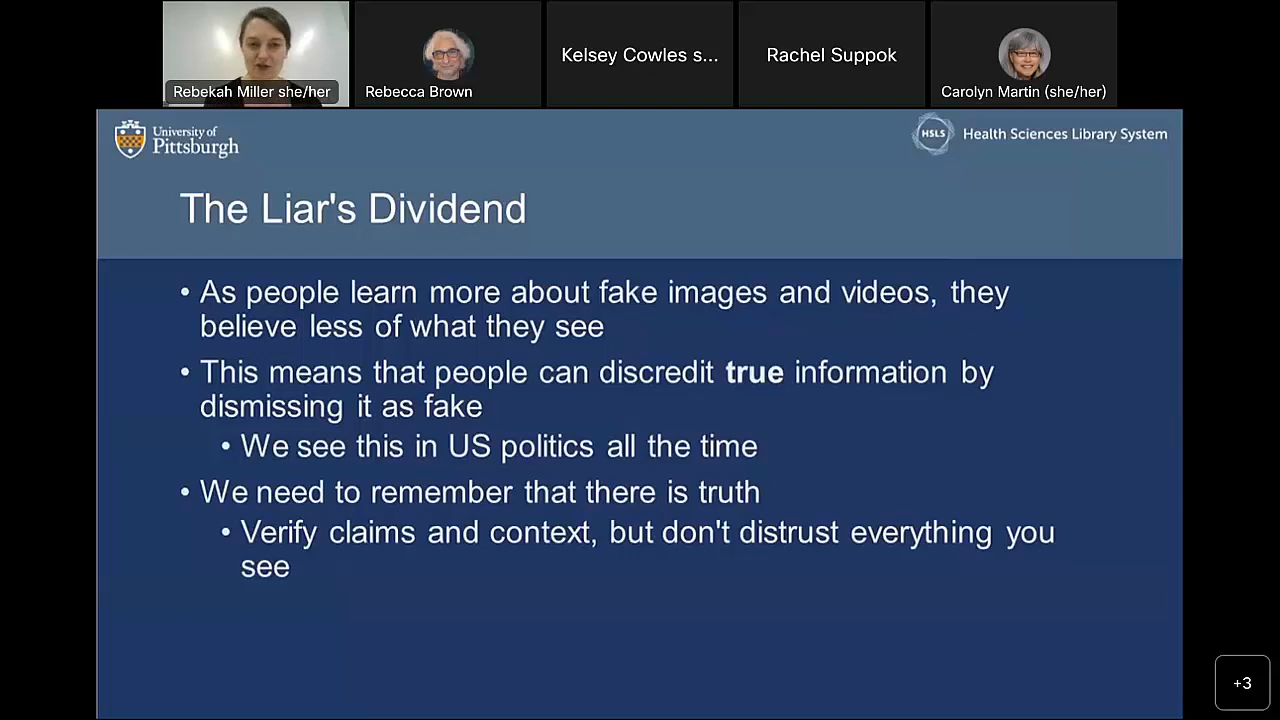 Rebekah Miller she/her
Rebecca Brown
Kelsey Cowles s...
Rachel Suppok
Carolyn Martin (she/her)
University of
Pittsburgh
HSLS
Health Sciences Library System
The Liar's Dividend
• As people learn more about fake images and videos, they
believe less of what they see
• This means that people can discredit true information by
dismissing it as fake
• We see this in US politics all the time
• We need to remember that there is truth
• Verify claims and context, but don't distrust everything you
see
+3